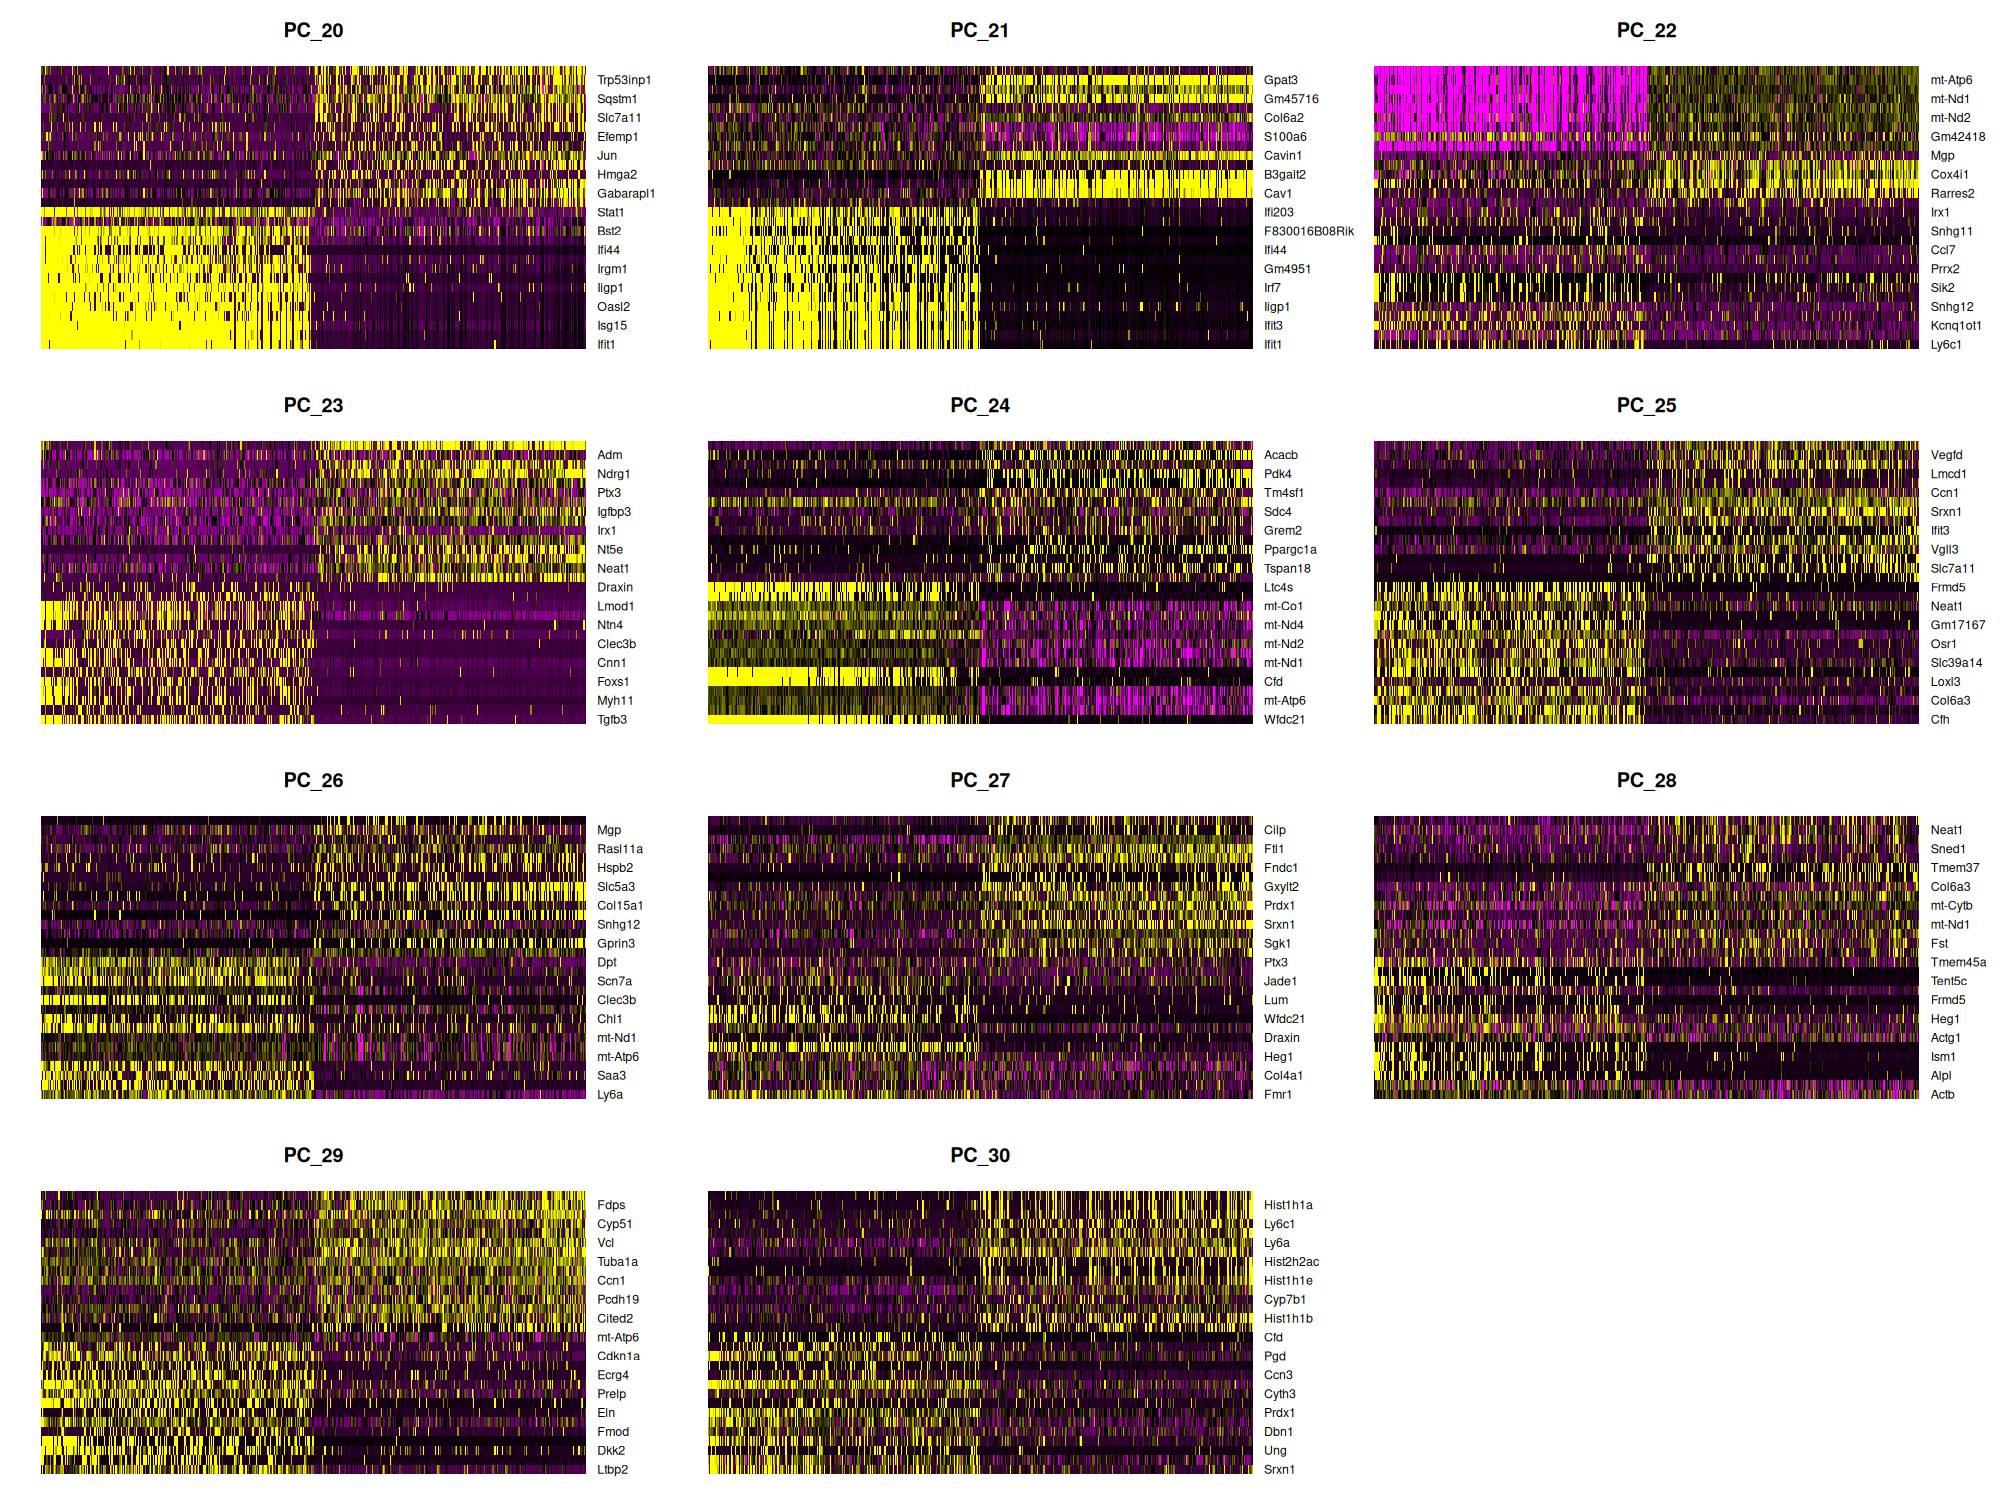 PC_20
Trp53inp1
Sqstm1
Slc7a11
Efemp1
Jun
Hmga2
Gabarapl1
Stat1
Bst2
Ifi44
Irgm1
Iigp1
Oasl2
Isg15
Ifit1
PC_21
Gpat3
Gm45716
Col6a2
S100a6
Cavin1
B3galt2
Cav1
Ifi203
F830016B08Rik
Ifi44
Gm4951
Irf7
Iigp1
Ifit3
Ifit1
PC_22
mt-Atp6
mt-Nd1
mt-Nd2
Gm42418
Mgp
Cox4i1
Rarres2
Irx1
Snhg11
Ccl7
Prrx2
Sik2
Snhg12
Kcnq1ot1
Ly6c1
PC_23
Adm
Ndrg1
Ptx3
Igfbp3
Irx1
Nt5e
Neat1
Draxin
Lmod1
Ntn4
Clec3b
Cnn1
Foxs1
Myh11
Tgfb3
PC_24
Acacb
Pdk4
Tm4sf1
Sdc4
Grem2
Ppargc1a
Tspan18
Ltc4s
mt-Co1
mt-Nd4
mt-Nd2
mt-Nd1
Cfd
mt-Atp6
Wfdc21
PC_25
Vegfd
Lmcd1
Ccn1
Srxn1
Ifit3
Vgll3
Slc7a11
Frmd5
Neat1
Gm17167
Osr1
Slc39a14
Loxl3
Col6a3
Cfh
PC_26
Mgp
Rasl11a
Hspb2
Slc5a3
Col15a1
Snhg12
Gprin3
Dpt
Scn7a
Clec3b
Chl1
mt-Nd1
mt-Atp6
Saa3
Ly6a
PC_27
Cilp
Ftl1
Fndc1
Gxylt2
Prdx1
Srxn1
Sgk1
Ptx3
Jade1
Lum
Wfdc21
Draxin
Heg1
Col4a1
Fmr1
PC_28
Neat1
Sned1
Tmem37
Col6a3
mt-Cytb
mt-Nd1
Fst
Tmem45a
Tent5c
Frmd5
Heg1
Actg1
Ism1
Alpl
Actb
PC_29
Fdps
Cyp51
Vcl
Tuba1a
Ccn1
Pcdh19
Cited2
mt-Atp6
Cdkn1a
Ecrg4
Prelp
Eln
Fmod
Dkk2
Ltbp2
PC_30
Hist1h1a
Ly6c1
Ly6a
Hist2h2ac
Hist1h1e
Cyp7b1
Hist1h1b
Cfd
Pgd
Ccn3
Cyth3
Prdx1
Dbn1
Ung
Srxn1